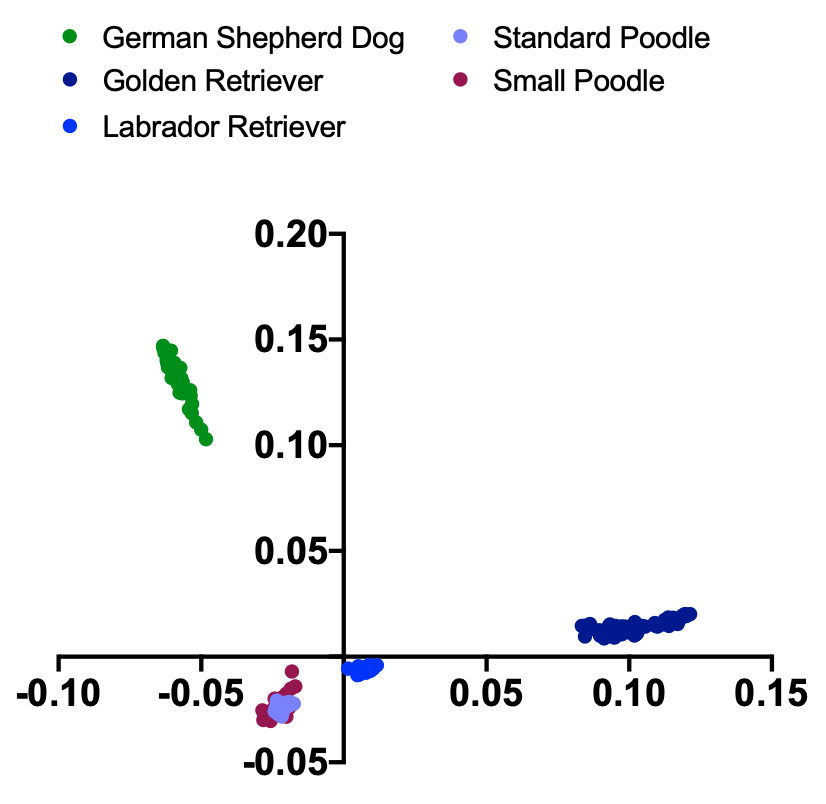 German Shepherd Dog
Standard Poodle
Golden Retriever
Small Poodle
Labrador Retriever
0.20
0.15
0.10
0.05
-0.10 -0.05 0.05 0.10 0.15
-0.05